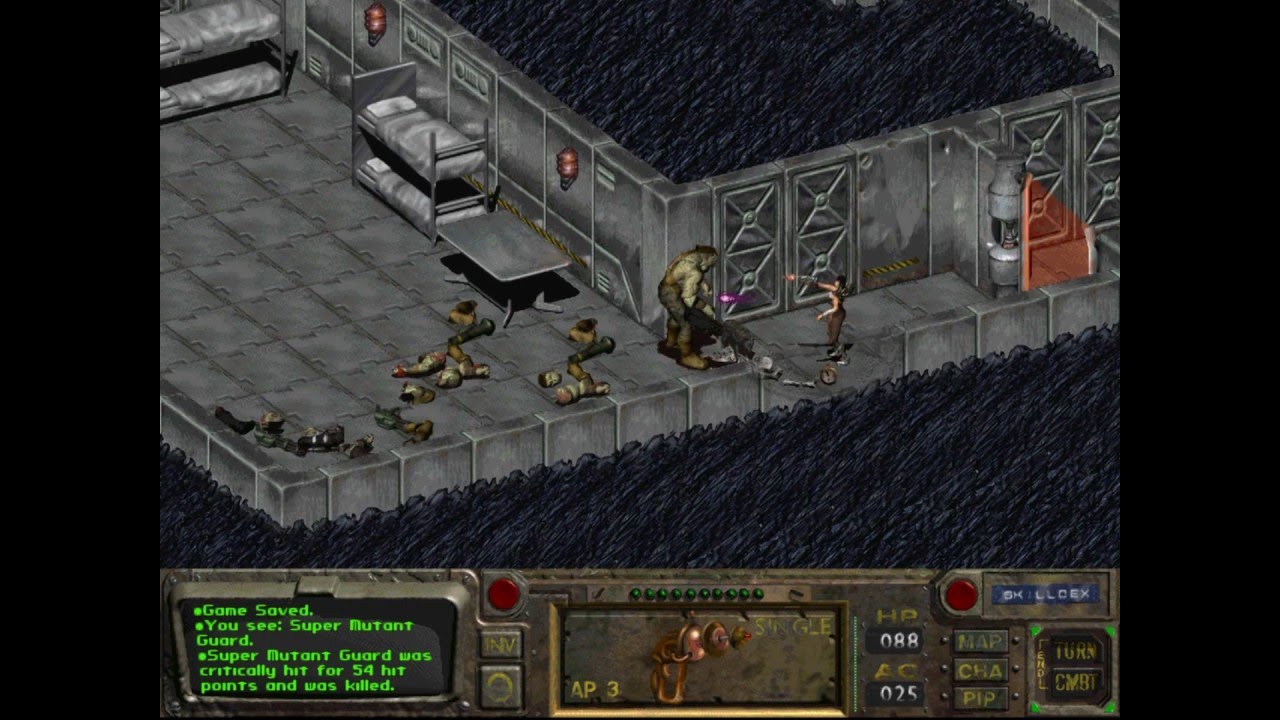 •Game Saved.
•You see: Super Mutant
Guard.
•Super Mutant Guard was
critically hit for 54 hit
points and was killed.
INV
SINGLE
AP 3
HP
088
AC
025
SKILLDEX
MAP
CHA
PIP
TURN
CMBT